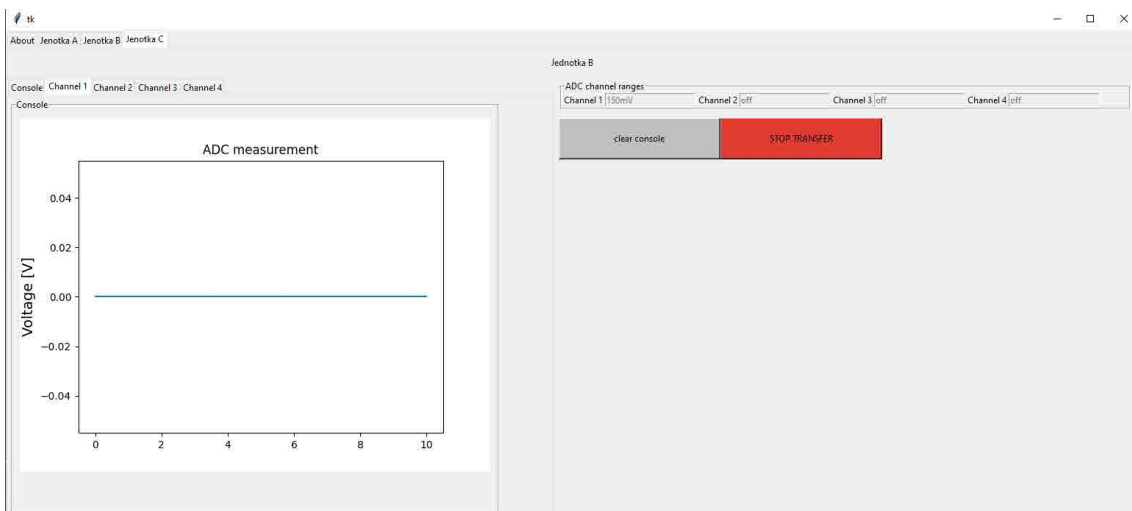 tk
About Jenotka A Jenotka B Jenotka C
Jednotka B
Console Channel 1 Channel 2 Channel 3 Channel 4
Console
ADC measurement
Voltage [V]
0.04
0.02
0.00
−0.02
−0.04
0 2 4 6 8 10
ADC channel ranges
Channel 1 150mV Channel 2 off Channel 3 off Channel 4 off
clear console STOP TRANSFER